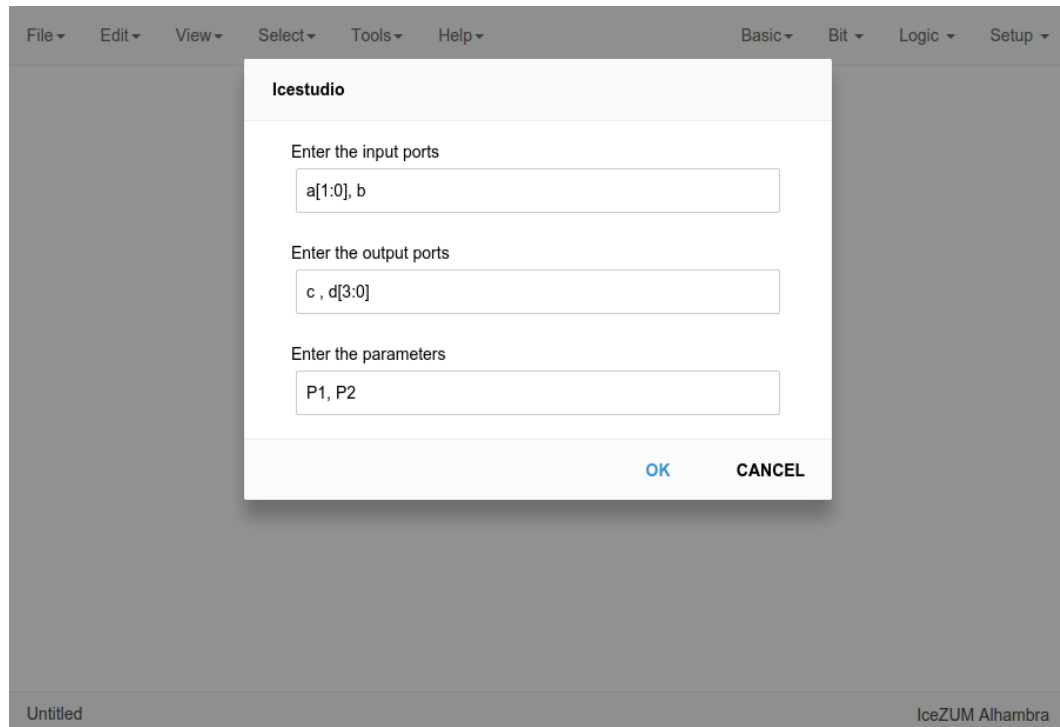 File Edit View Select Tools Help Basic Bit Logic Setup
Icestudio
Enter the input ports
a[1:0], b
Enter the output ports
c , d[3:0]
Enter the parameters
P1, P2
OK CANCEL
Untitled IceZUM Alhambra